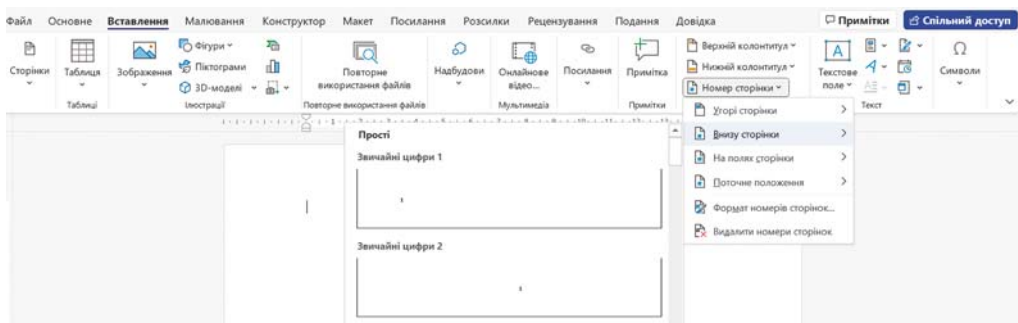 Файл Основне Вставлення Малювання Конструктор Макет Посилання Розсилки Рецензування Подання Довідка Примітки Спільний доступ
Сторінки
Таблиця
Таблиці
Зображення
Фігури
Піктограми
3D-моделі
Ілюстрації
Повторне
використання файлів
Повторне використання файлів
Надбудови
Онлайнове
відео...
Мультимедіа
Посилання
Примітка
Примітки
Верхній колонтитул
Нижній колонтитул
Номер сторінки
Текстове
поле
Текст
Символи
Угорі сторінки
Внизу сторінки
На полях сторінки
Поточне положення
Формат номерів сторінок...
Видалити номери сторінок
Прості
Звичайні цифри 1
1
Звичайні цифри 2
1